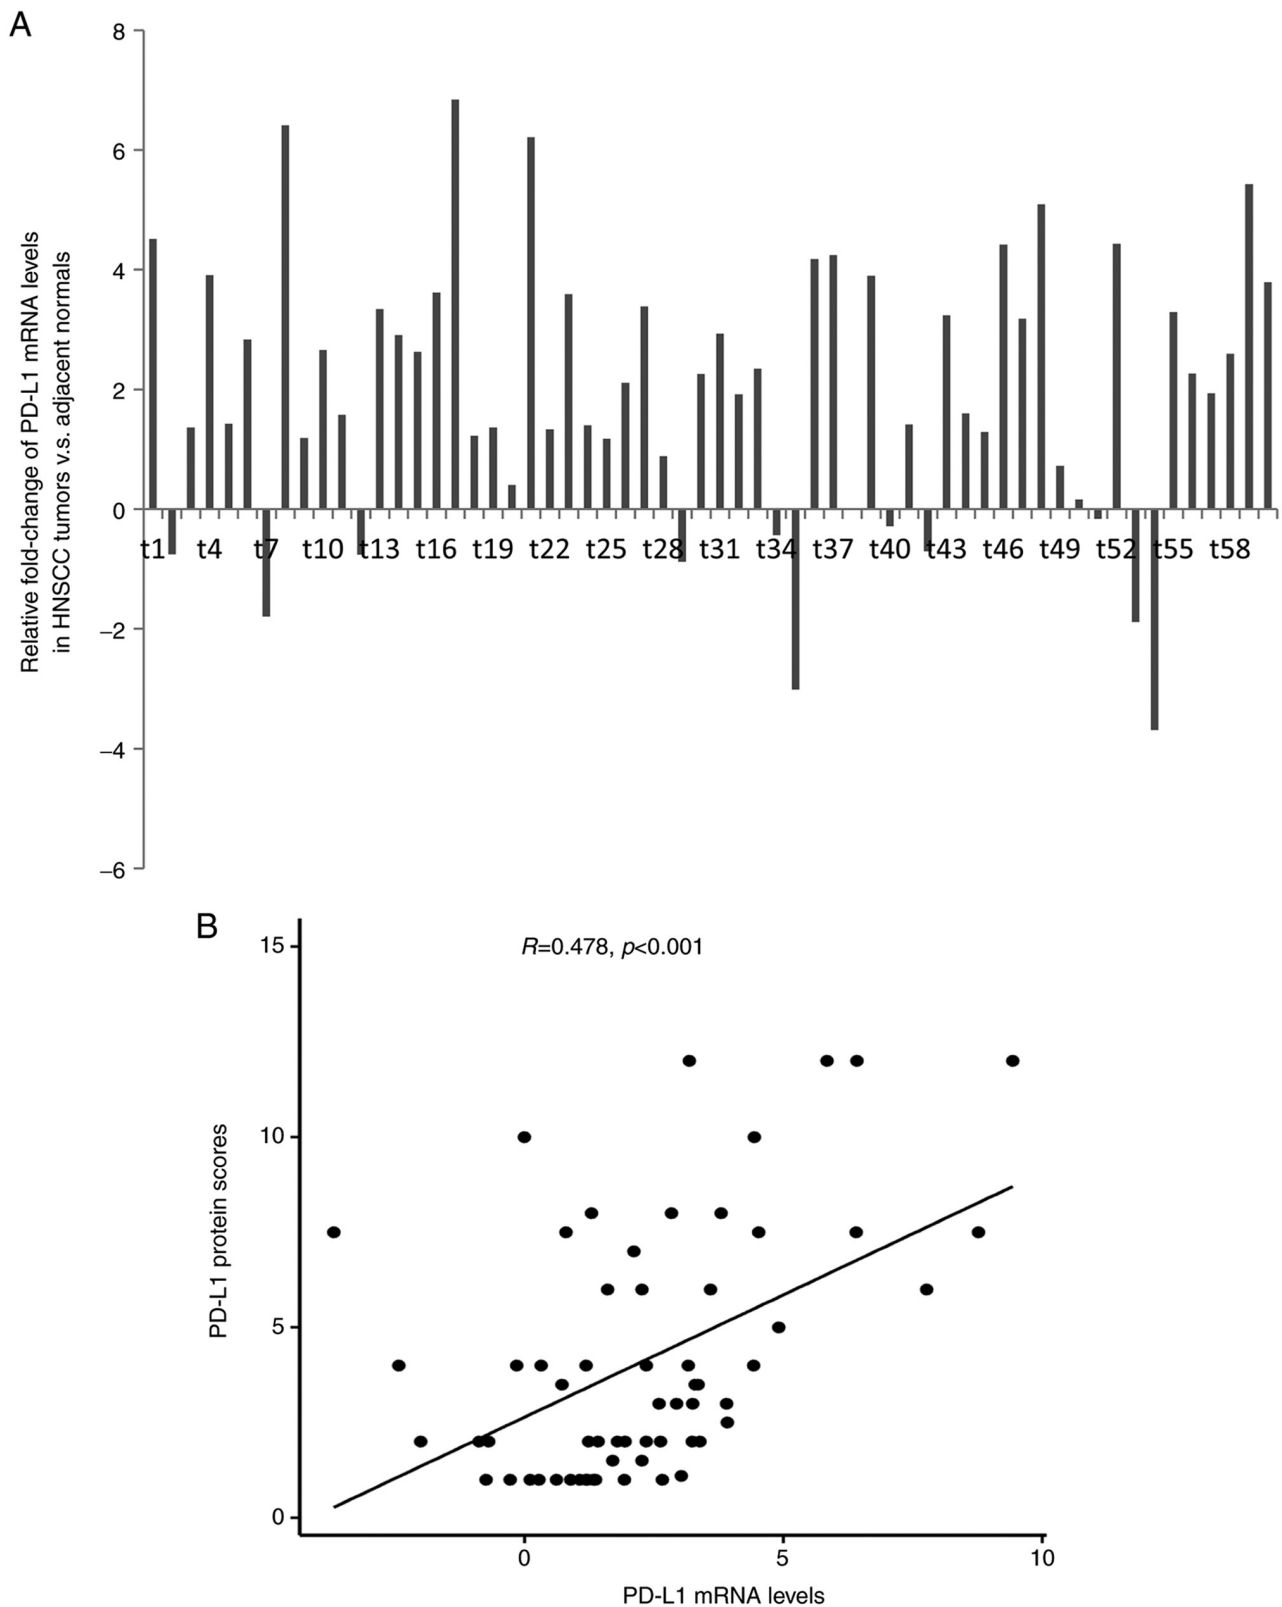 A
8
6
4
2
0
−2
−4
−6
Relative fold-change of PD-L1 mRNA levels
in HNSCC tumors v.s. adjacent normals
t1 t4 t7 t10 t13 t16 t19 t22 t25 t28 t31 t34 t37 t40 t43 t46 t49 t52 t55 t58
B
R=0.478, p<0.001
15
10
5
0
PD-L1 protein scores
0 5 10
PD-L1 mRNA levels